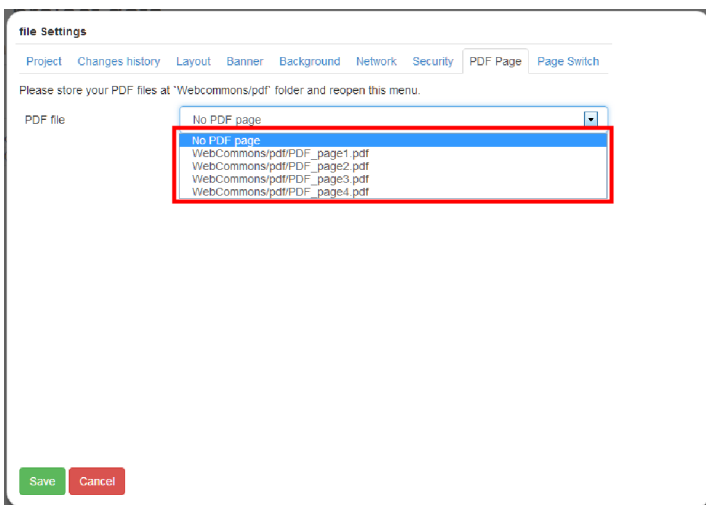 file Settings
Project Changes history Layout Banner Background Network Security PDF Page Page Switch
Please store your PDF files at "Webcommons/pdf" folder and reopen this menu.
PDF file No PDF page
No PDF page
WebCommons/pdf/PDF_page1.pdf
WebCommons/pdf/PDF_page2.pdf
WebCommons/pdf/PDF_page3.pdf
WebCommons/pdf/PDF_page4.pdf
Save Cancel